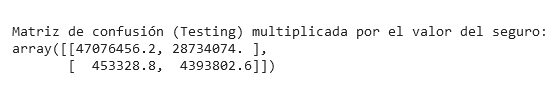 Matriz de confusión (Testing) multiplicada por el valor del seguro:
array([[47076456.2, 28734074. ],
       [  453328.8,  4393802.6]])